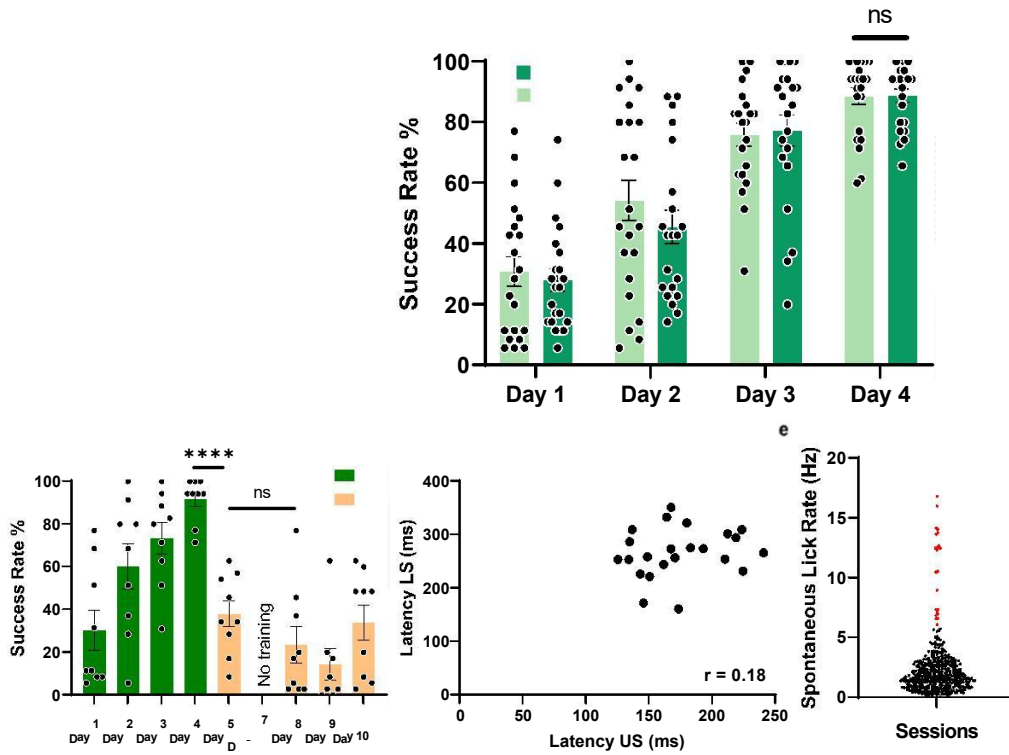 ns
100
80
60
40
20
0
Success Rate %
Day 1 Day 2 Day 3 Day 4
e
****
ns
100
80
60
40
20
0
Success Rate %
No training
1 2 3 4 5 7 8 9
Day Day Day Day Day D - Day Day Day 10
400
300
200
100
0
Latency LS (ms)
r = 0.18
0 50 100 150 200 250
Latency US (ms)
20
15
10
5
0
Spontaneous Lick Rate (Hz)
Sessions